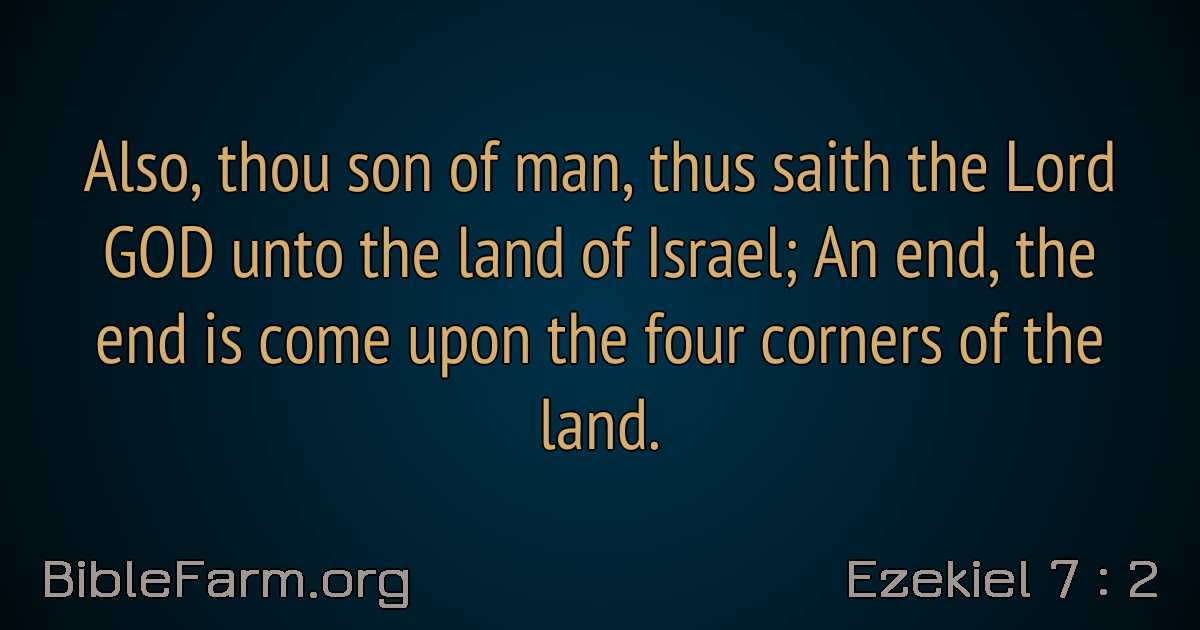 Also, thou son of man, thus saith the Lord
GOD unto the land of Israel; An end, the
end is come upon the four corners of the
land.
BibleFarm.org
Ezekiel 7 : 2